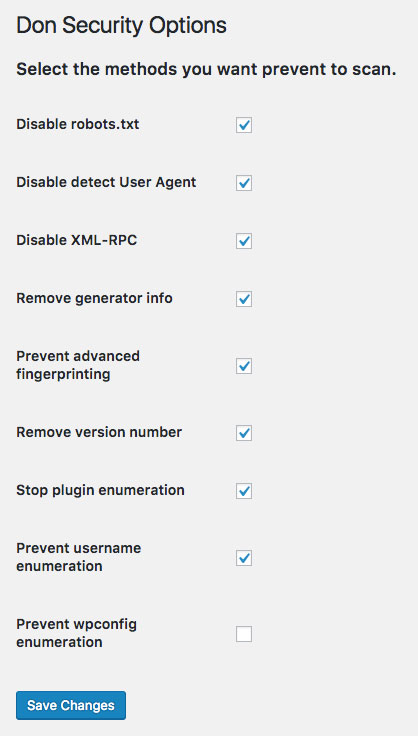 Don Security Options
Select the methods you want prevent to scan.
Disable robots.txt
Disable detect User Agent
Disable XML-RPC
Remove generator info
Prevent advanced
fingerprinting
Remove version number
Stop plugin enumeration
Prevent username
enumeration
Prevent wpconfig
enumeration
Save Changes